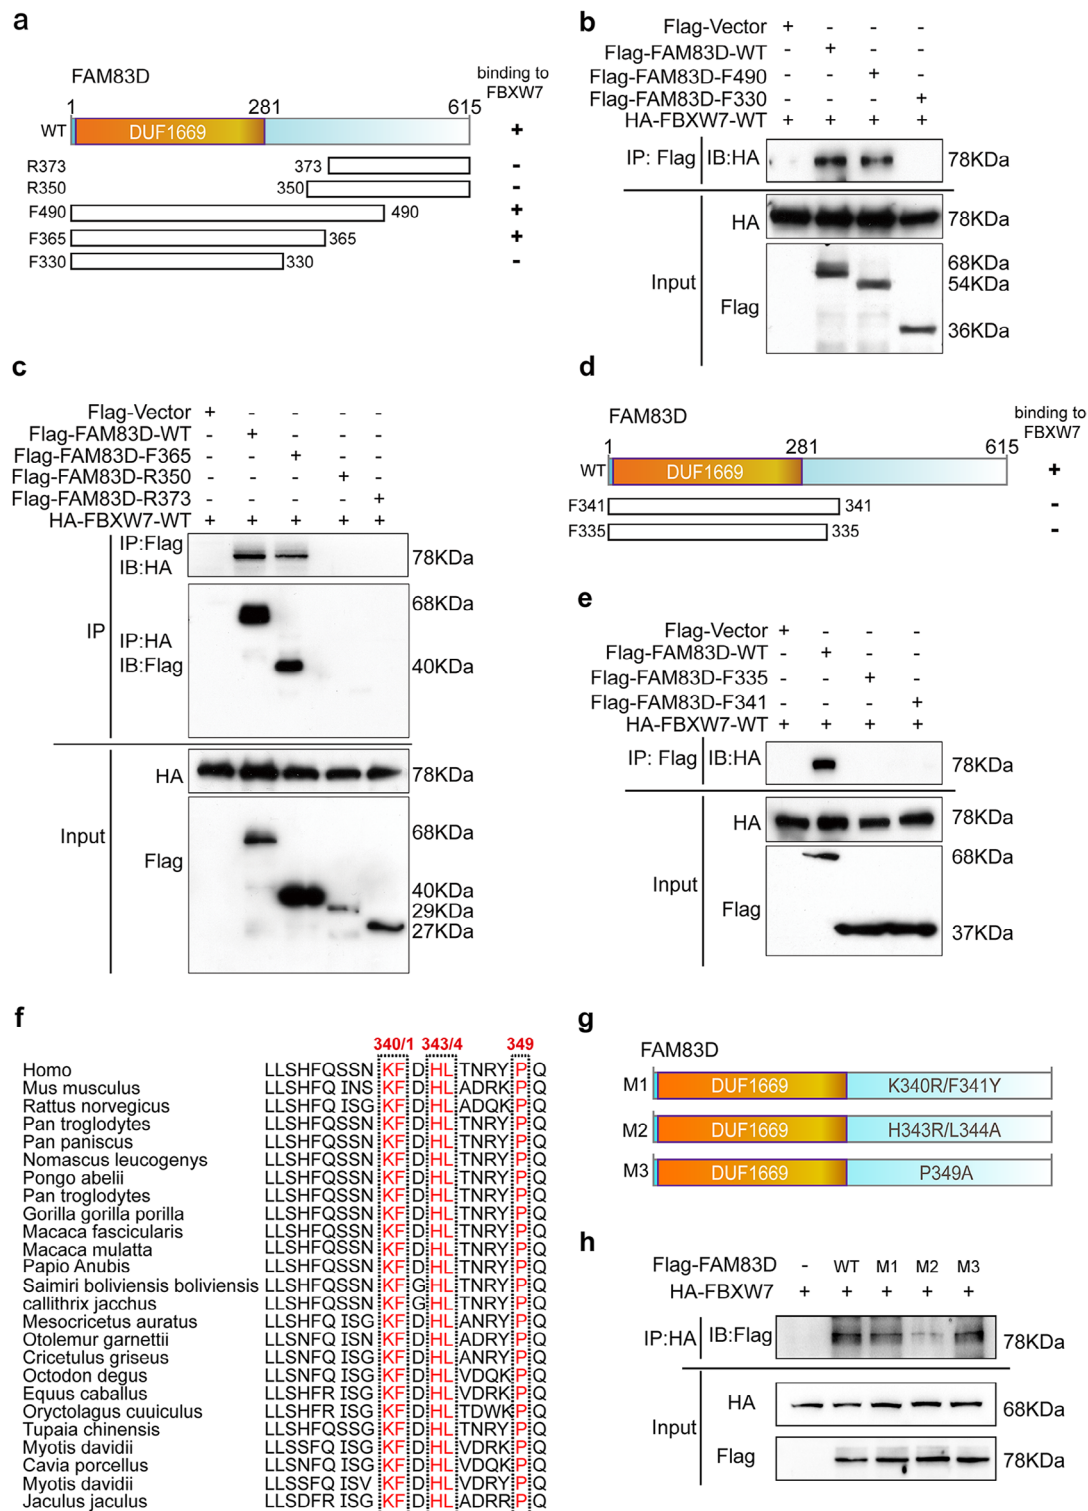 a
FAM83D
binding to
FBXW7
1 281 615
WT DUF1669 +
R373 373 -
R350 350 -
F490 490 +
F365 365 +
F330 330 -
b
Flag-Vector + - - -
Flag-FAM83D-WT - + - -
Flag-FAM83D-F490 - - + -
Flag-FAM83D-F330 - - - +
HA-FBXW7-WT + + + +
IP: Flag IB:HA 78KDa
HA 78KDa
Input
Flag
68KDa
54KDa
36KDa
c
Flag-Vector + - - - -
Flag-FAM83D-WT - + - - -
Flag-FAM83D-F365 - - + - -
Flag-FAM83D-R350 - - - + -
Flag-FAM83D-R373 - - - - +
HA-FBXW7-WT + + + + +
IP
IP:Flag
IB:HA
78KDa
IP:HA
IB:Flag
68KDa
40KDa
Input
HA 78KDa
Flag
68KDa
40KDa
29KDa
27KDa
d
FAM83D
binding to
FBXW7
1 281 615
WT DUF1669 +
F341 341 -
F335 335 -
e
Flag-Vector + - - -
Flag-FAM83D-WT - + - -
Flag-FAM83D-F335 - - + -
Flag-FAM83D-F341 - - - +
HA-FBXW7-WT + + + +
IP: Flag IB:HA 78KDa
Input
HA 78KDa
Flag
68KDa
37KDa
f
340/1 343/4 349
Homo LLSHFQSSN KF D HL TNRY P Q
Mus musculus LLSHFQ INS KF D HL ADRK P Q
Rattus norvegicus LLSHFQ ISG KF D HL ADQK P Q
Pan troglodytes LLSHFQSSN KF D HL TNRY P Q
Pan paniscus LLSHFQSSN KF D HL TNRY P Q
Nomascus leucogenys LLSHFQSSN KF D HL TNRY P Q
Pongo abelii LLSHFQSSN KF D HL TNRY P Q
Pan troglodytes LLSHFQSSN KF D HL TNRY P Q
Gorilla gorilla porilla LLSHFQSSN KF D HL TNRY P Q
Macaca fascicularis LLSHFQSSN KF D HL TNRY P Q
Macaca mulatta LLSHFQSSN KF D HL TNRY P Q
Papio Anubis LLSHFQSSN KF D HL TNRY P Q
Saimiri boliviensis boliviensis LLSHFQSSN KF G HL TNRY P Q
callithrix jacchus LLSHFQSSN KF G HL TNRY P Q
Mesocricetus auratus LLSNFQ ISG KF D HL ANRY P Q
Otolemur garnettii LLSNFQ ISN KF D HL ADRY P Q
Cricetulus griseus LLSNFQ ISG KF D HL ANRY P Q
Octodon degus LLSNFQ ISG KF D HL VDQK P Q
Equus caballus LLSHFR ISG KF D HL VDRK P Q
Oryctolagus cuuiculus LLSHFR ISG KF D HL TDWK P Q
Tupaia chinensis LLSHFQSSG KF D HL TNRY P Q
Myotis davidii LLSSFQ ISG KF D HL VDRK P Q
Cavia porcellus LLSNFQ ISG KF D HL VDQK P Q
Myotis davidii LLSSFQ ISV KF D HL VDRY P Q
Jaculus jaculus LLSDFR ISG KF D HL ADRR P Q
g
FAM83D
M1 DUF1669 K340R/F341Y
M2 DUF1669 H343R/L344A
M3 DUF1669 P349A
h
Flag-FAM83D - WT M1 M2 M3
HA-FBXW7 + + + + +
IP:HA IB:Flag 78KDa
Input
HA 68KDa
Flag 78KDa